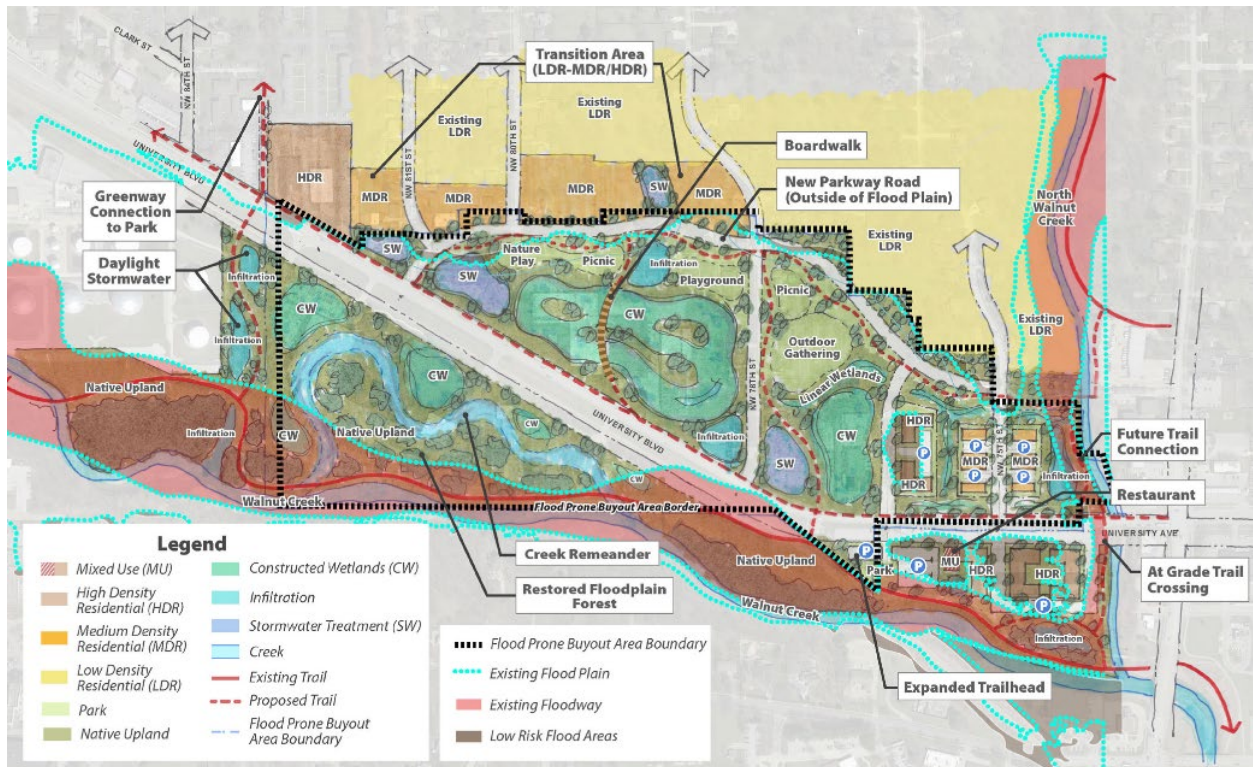 CLARK ST
NW 84TH ST
UNIVERSITY BLVD
Greenway
Connection
to Park
Daylight
Stormwater
Transition Area
(LDR-MDR/HDR)
HDR
Existing
LDR
Existing
LDR
MDR
NW 81ST ST
MDR
NW 80TH ST
MDR
SW
MDR
Boardwalk
New Parkway Road
(Outside of Flood Plain)
Existing
LDR
Existing
LDR
North
Walnut
Creek
Infiltration
SW
Nature
Play
Picnic
Infiltration
Playground
Picnic
SW
CW
CW
Outdoor
Gathering
NW 78TH ST
Infiltration
Linear Wetlands
CW
CW
Native Upland
Native Upland
Infiltration
CW
CW
UNIVERSITY BLVD
Infiltration
SW
CW
HDR
P
HDR
P
MDR
P
NW 75TH ST
P
MDR
P
Infiltration
Future Trail
Connection
Restaurant
Walnut Creek
Flood Prone Buyout Area Border
UNIVERSITY AVE
At Grade Trail
Crossing
Native Upland
Walnut Creek
P
Park
P
MU
HDR
HDR
P
Infiltration
Creek Remeander
Restored Floodplain
Forest
Expanded Trailhead
Legend
Mixed Use (MU)
High Density
Residential (HDR)
Medium Density
Residential (MDR)
Low Density
Residential (LDR)
Park
Native Upland
Constructed Wetlands (CW)
Infiltration
Stormwater Treatment (SW)
Creek
Existing Trail
Proposed Trail
Flood Prone Buyout
Area Boundary
Flood Prone Buyout Area Boundary
Existing Flood Plain
Existing Floodway
Low Risk Flood Areas